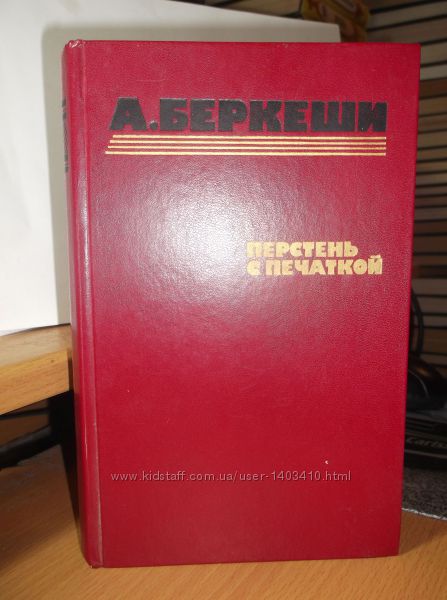 А.БЕРКЕШИ
ПЕРСТЕНЬ
С ПЕЧАТКОЙ
www.kidstaff.com.ua/user-1403410.html